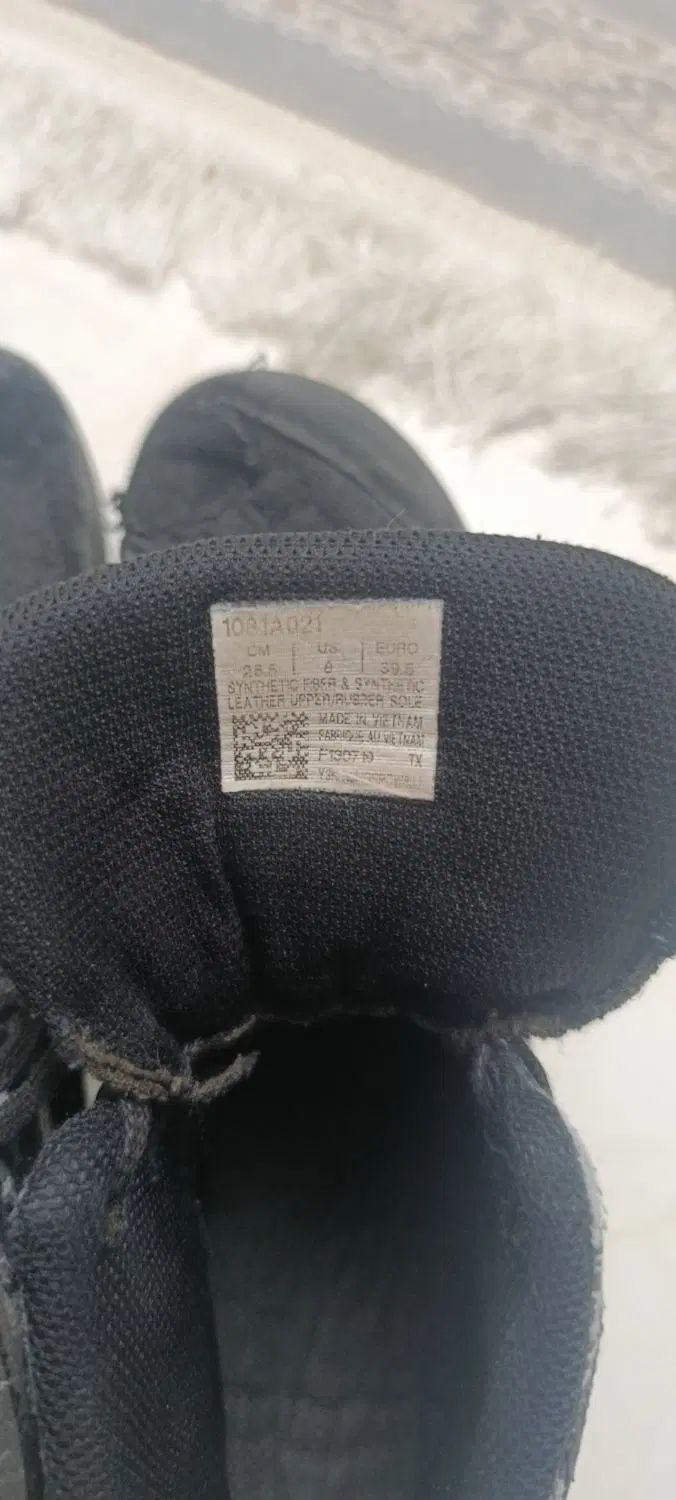 1081A021
CM US EURO
8 39.5
SYNTHETIC FIBER & SYNTHETIC
LEATHER UPPER/RUBBER SOLE
MADE IN VIETNAM
FABRIQUE AU VIETNAM
TX